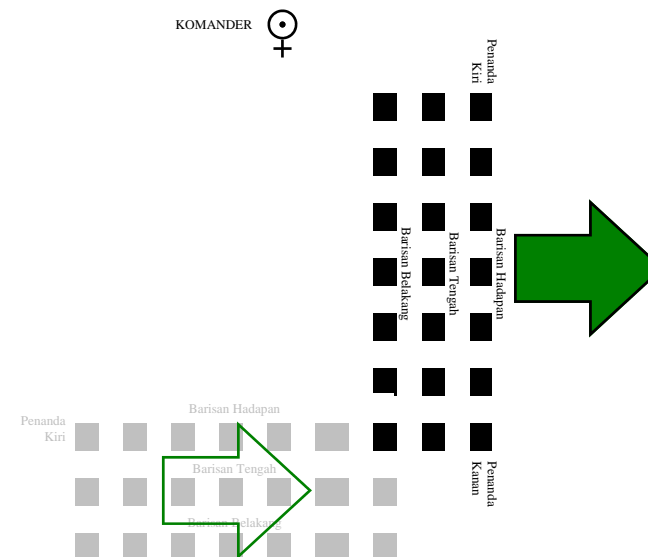 KOMANDER
Penanda
Kiri
Barisan Belakang
Barisan Tengah
Barisan Hadapan
Penanda
Kanan
Penanda
Kiri
Barisan Hadapan
Barisan Tengah
Barisan Belakang